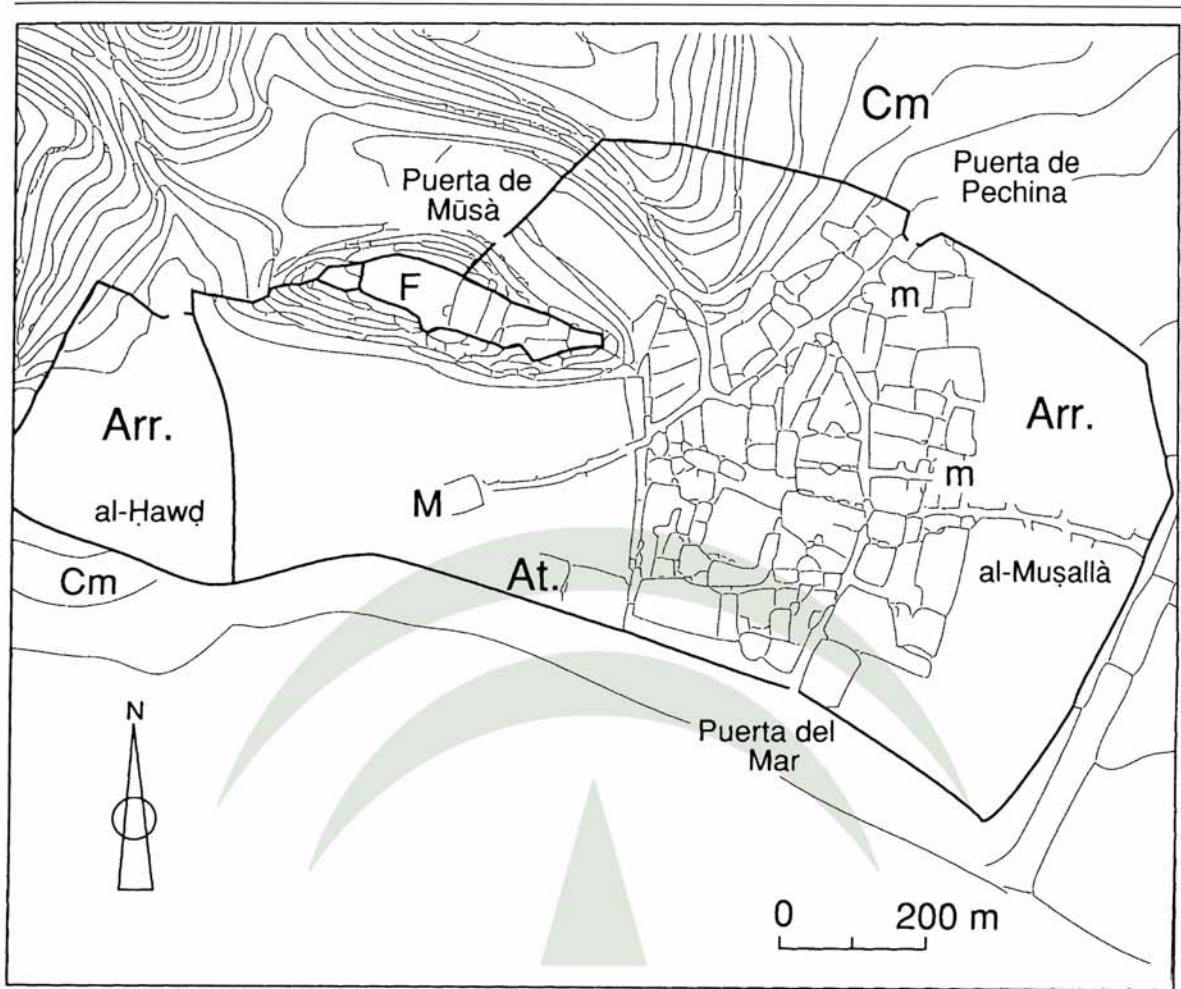 Cm
Puerta de
Pechina
Puerta de
Mūsà
F
m
Arr.
Arr.
m
M
al-Ḥawḍ
Cm
At.
al-Muṣallà
N
Puerta del
Mar
0 200 m